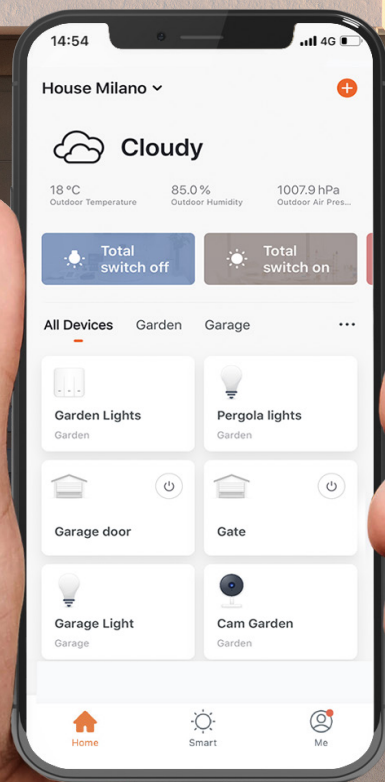 14:54
4G
House Milano
Cloudy
18 °C
85.0 %
1007.9 hPa
Outdoor Temperature
Outdoor Humidity
Outdoor Air Pres...
Total
switch off
Total
switch on
All Devices
Garden
Garage
Garden Lights
Garden
Pergola lights
Garden
Garage door
Gate
Garage Light
Garage
Cam Garden
Garden
Home
Smart
Me